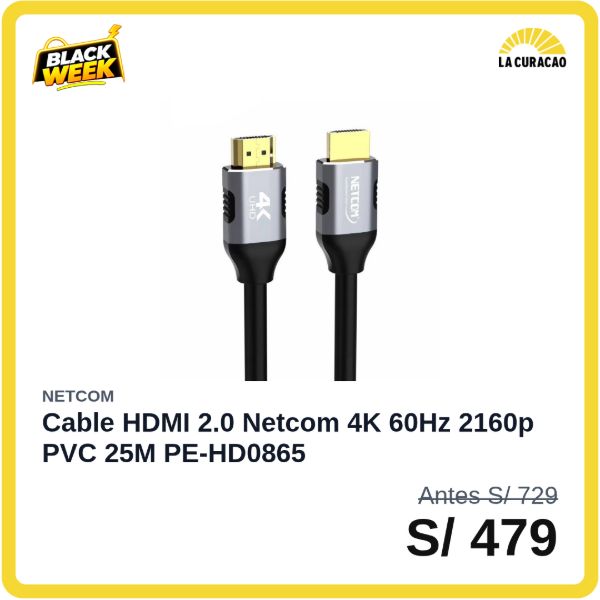 BLACK
WEEK
LA CURACAO
4K
UHD
NETCOM
NETCOM
Cable HDMI 2.0 Netcom 4K 60Hz 2160p
PVC 25M PE-HD0865
Antes S/ 729
S/ 479